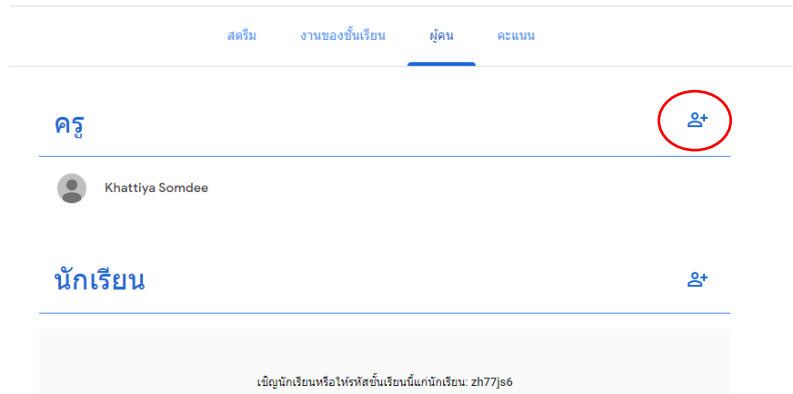 สตรีม งานของชั้นเรียน ผู้คน คะแนน
ครู
Khattiya Somdee
นักเรียน
เชิญนักเรียนหรือให้รหัสชั้นเรียนนี้แก่นักเรียน: zh77js6